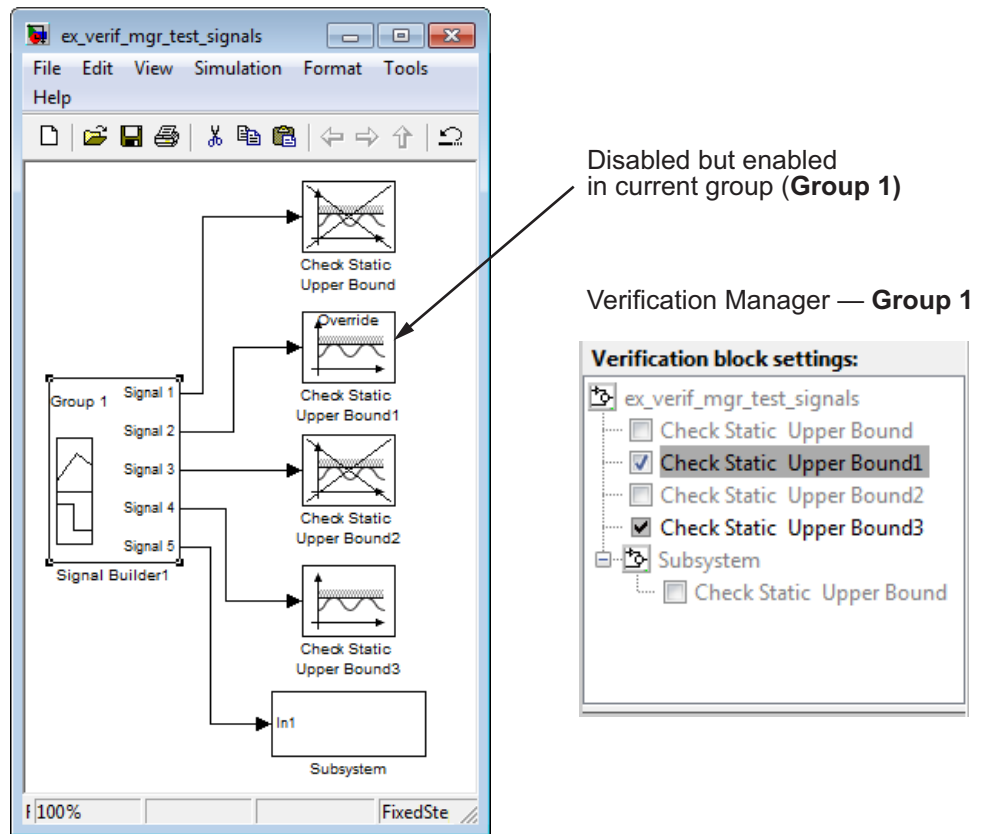 ex_verif_mgr_test_signals
File Edit View Simulation Format Tools
Help
Check Static
Upper Bound
Override
Check Static
Upper Bound1
Group 1
Signal 1
Signal 2
Signal 3
Signal 4
Signal 5
Signal Builder1
Check Static
Upper Bound2
Check Static
Upper Bound3
In1
Subsystem
100%
FixedSte
Disabled but enabled
in current group (Group 1)
Verification Manager — Group 1
Verification block settings:
ex_verif_mgr_test_signals
Check Static Upper Bound
Check Static Upper Bound1
Check Static Upper Bound2
Check Static Upper Bound3
Subsystem
Check Static Upper Bound